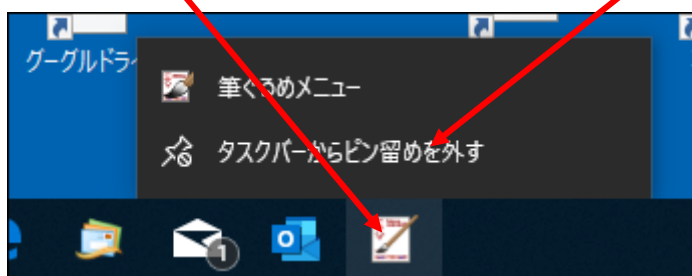 グーグルドラ
筆ぐるめメニュー
タスクバーからピン留めを外す
1